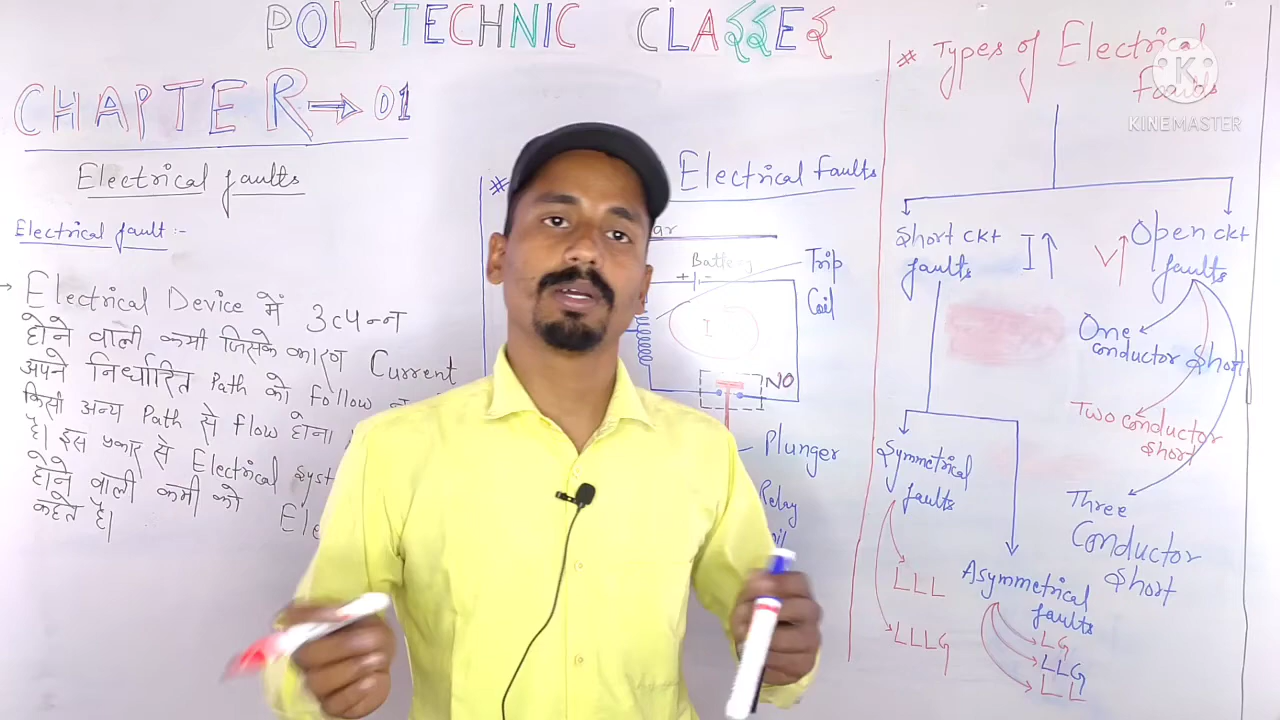 POLYTECHNIC CLASSES
CHAPTER → 01
Electrical faults
Electrical fault :-
→ Electrical Device में उत्पन्न
होने वाली कमी जिसके कारण Current
अपने निर्धारित Path को follow
किसी अन्य Path से flow होना
है। इस प्रकार से Electrical
होने वाली कमी को
कहते हैं।
# Electrical Faults
Battery
+ -
Trip
Coil
I
NO
Plunger
Relay
# Types of Electrical
Faults
Short ckt
faults
I↑
V↑
Open ckt
faults
One
conductor Short
Two conductor
Short
Three
Conductor
Short
Symmetrical
faults
LLL
LLLG
Asymmetrical
faults
LG
LLG
LL
KINEMASTER